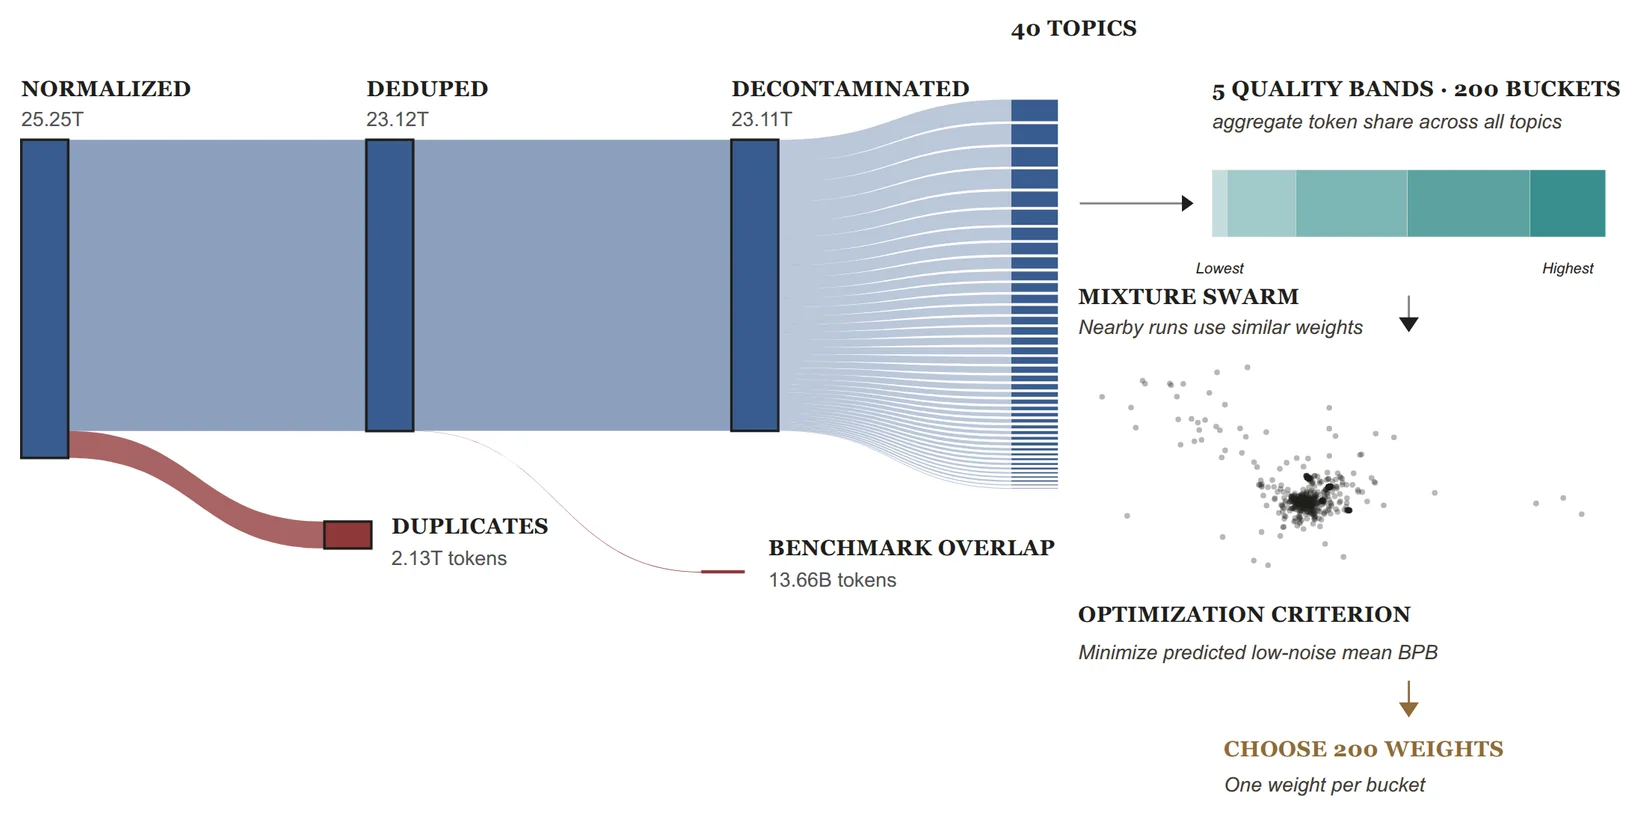 40 TOPICS
NORMALIZED
25.25T
DEDUPED
23.12T
DECONTAMINATED
23.11T
5 QUALITY BANDS · 200 BUCKETS
aggregate token share across all topics
Lowest
Highest
MIXTURE SWARM
Nearby runs use similar weights
DUPLICATES
2.13T tokens
BENCHMARK OVERLAP
13.66B tokens
OPTIMIZATION CRITERION
Minimize predicted low-noise mean BPB
CHOOSE 200 WEIGHTS
One weight per bucket